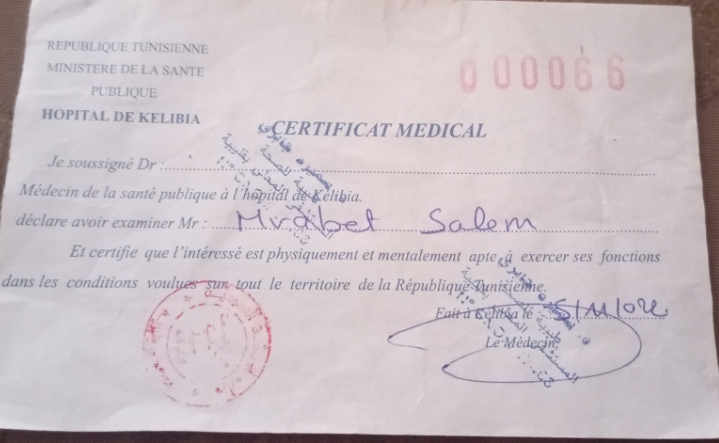 REPUBLIQUE TUNISIENNE
MINISTERE DE LA SANTE
PUBLIQUE
HOPITAL DE KELIBIA
000066
CERTIFICAT MEDICAL
Je soussigné Dr :
Médecin de la santé publique à l'hôpital de Kélibia.
déclare avoir examiner Mr : Mrabet Salem
Et certifie que l'intéressé est physiquement et mentalement apte à exercer ses fonctions
dans les conditions voulues sur tout le territoire de la République Tunisienne.
Fait à Kélibia le
Le Médecin